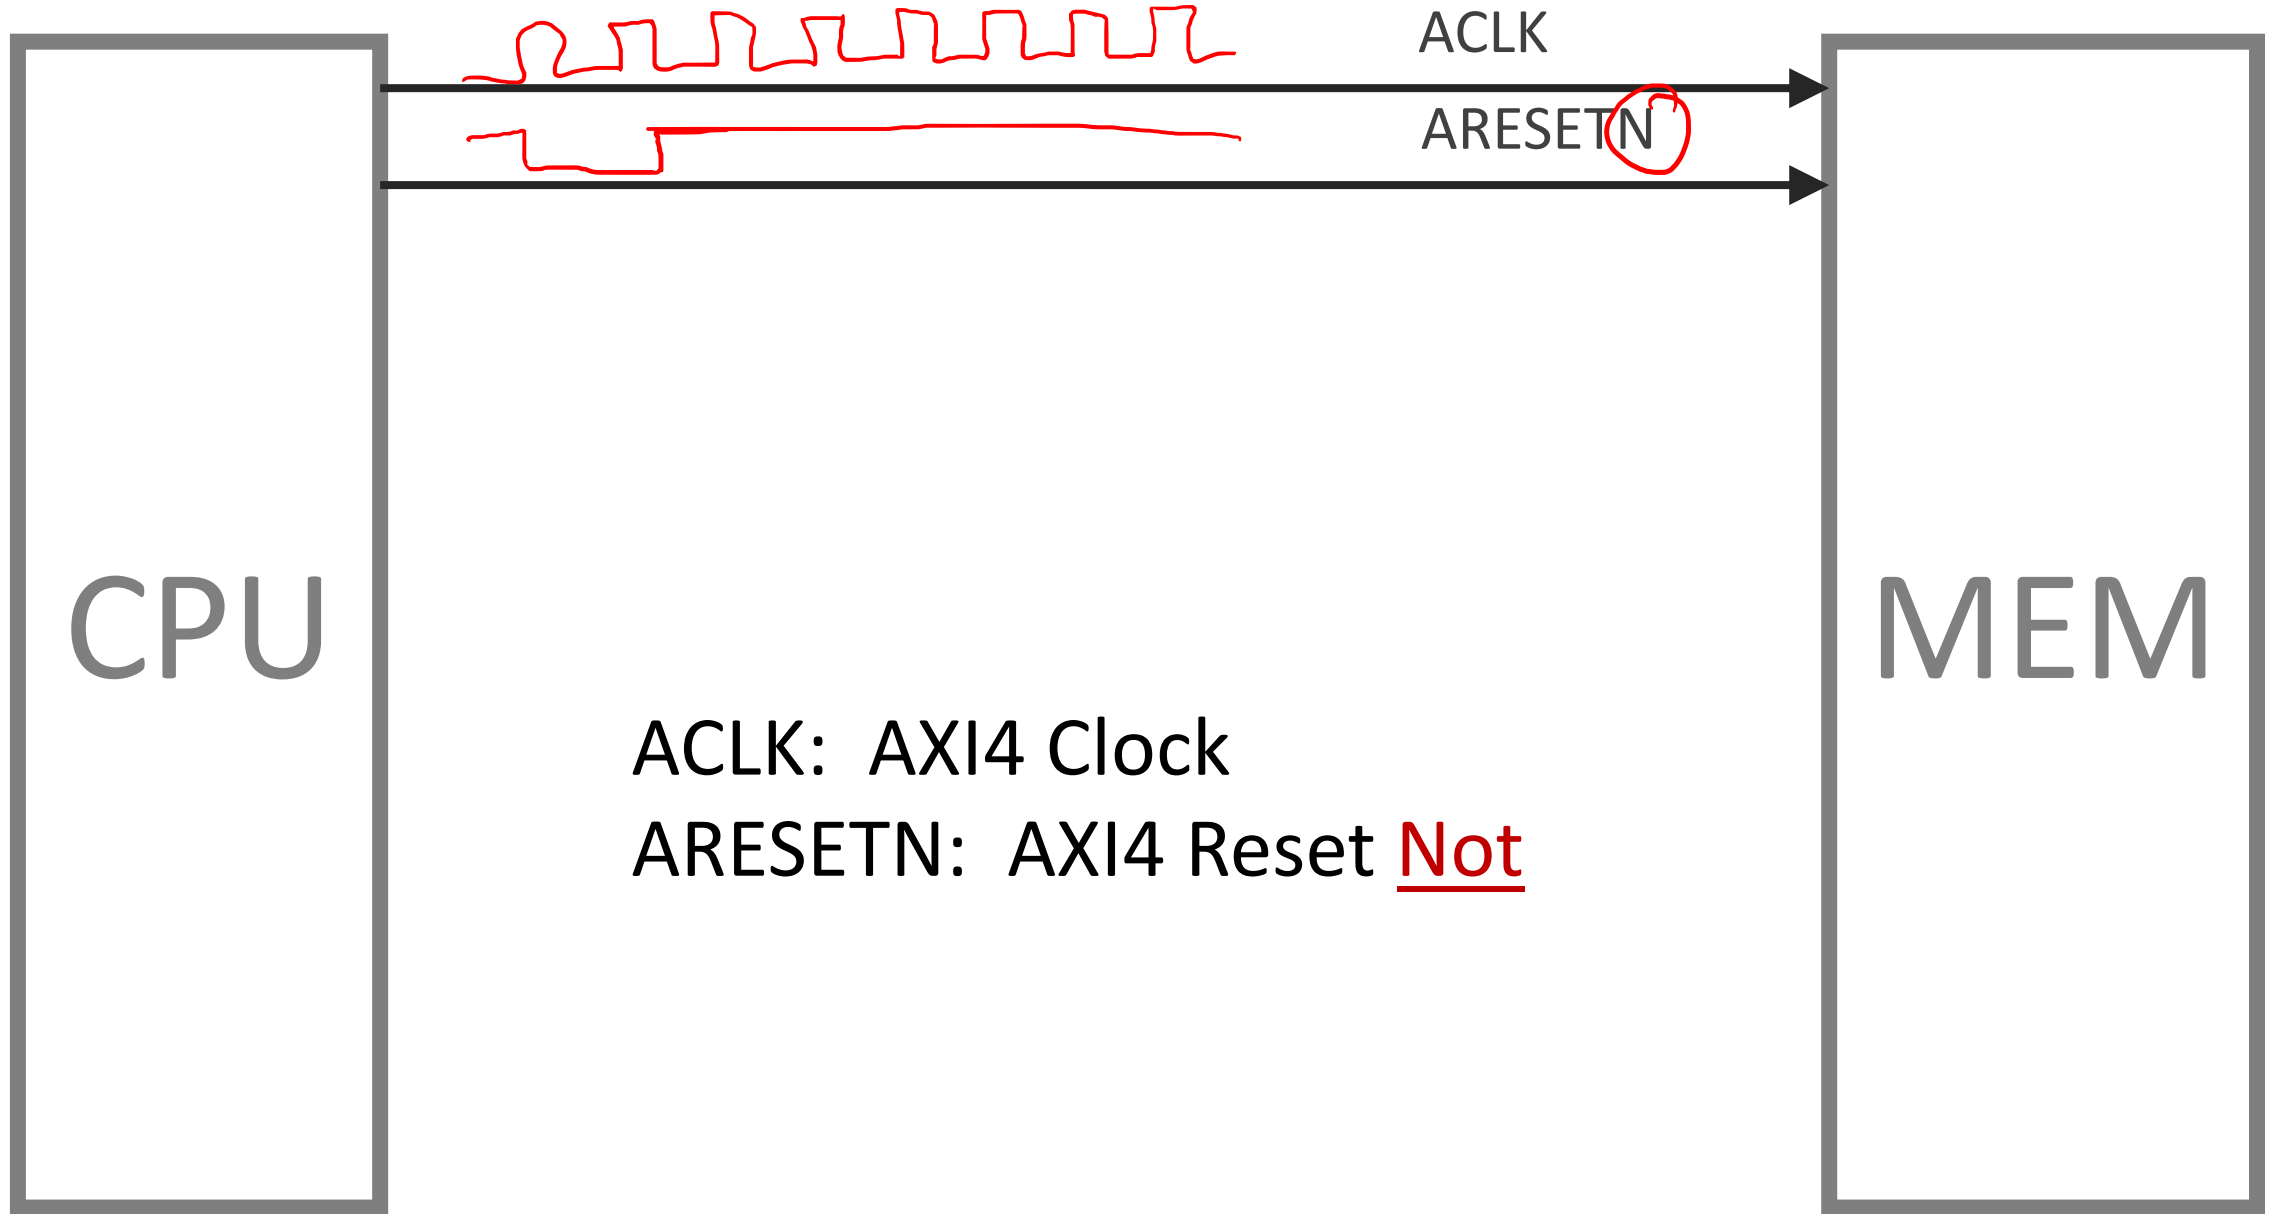 ACLK
ARESETN
CPU
MEM
ACLK: AXI4 Clock
ARESETN: AXI4 Reset Not